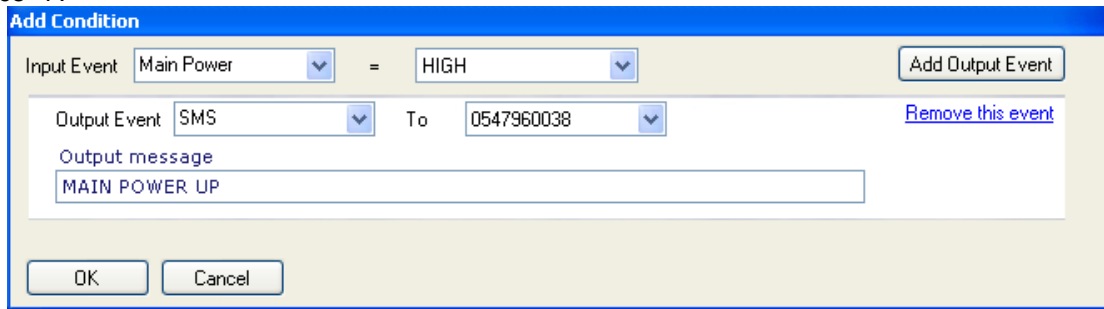 Add Condition
Input Event Main Power = HIGH Add Output Event
Output Event SMS To 0547960038 Remove this event
Output message
MAIN POWER UP
OK Cancel